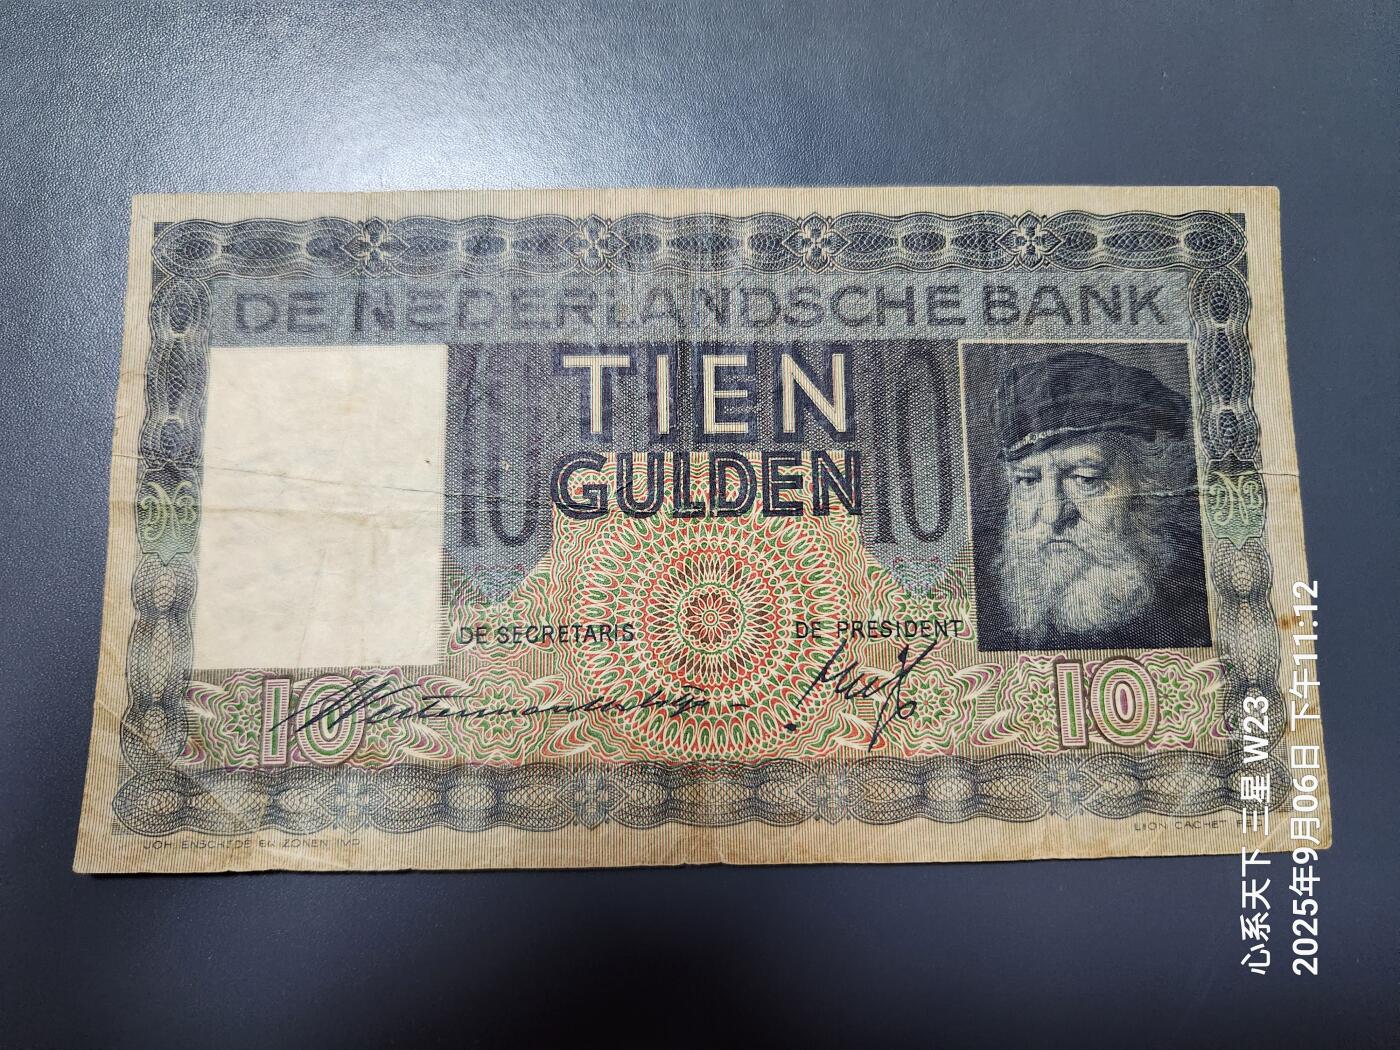 DE NEDERLANDSCHE BANK
10 TIEN 10
GULDEN
DE SECRETARIS DE PRESIDENT
10 10
JOH. ENSCHEDÉ EN ZONEN IMP.
LION CACHET FEC.
心系天下 三星 W23
2025年9月06日 下午11:12